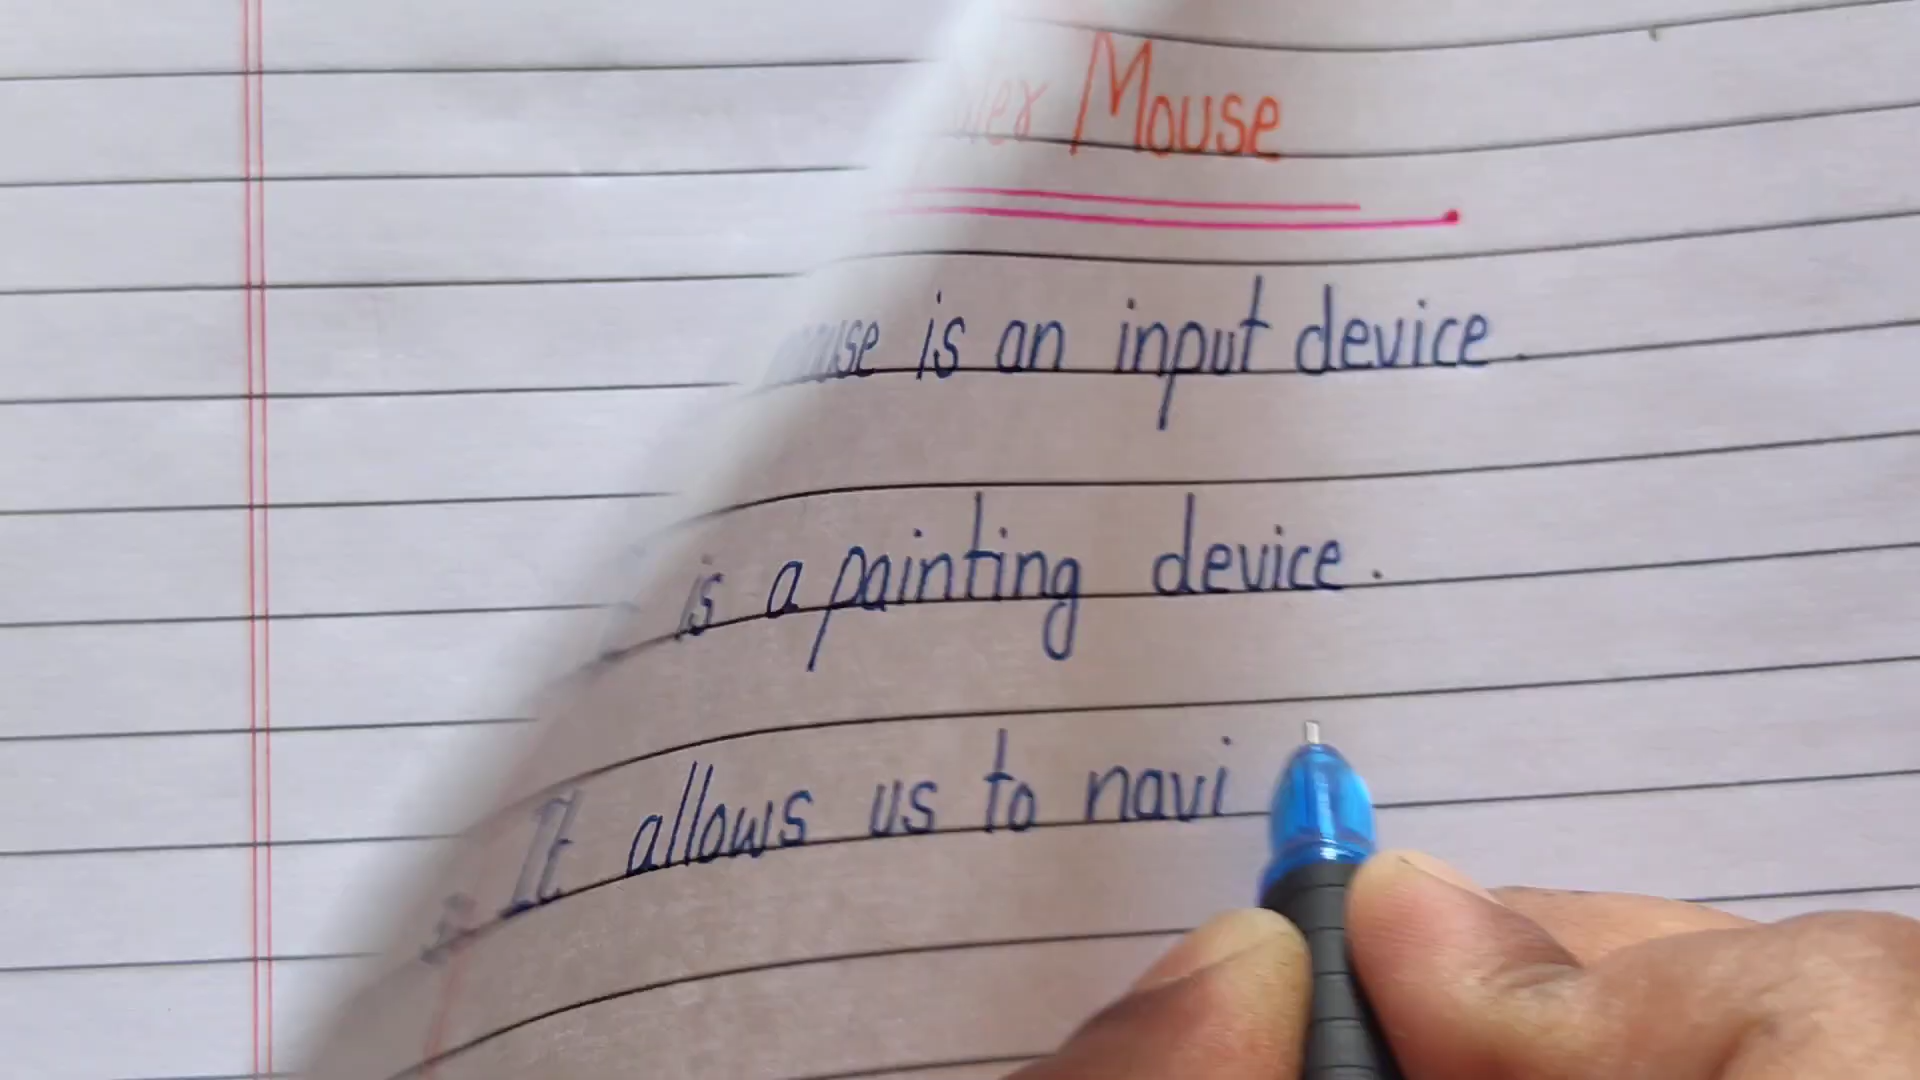 Mouse
is an input device.
is a painting device.
It allows us to navi